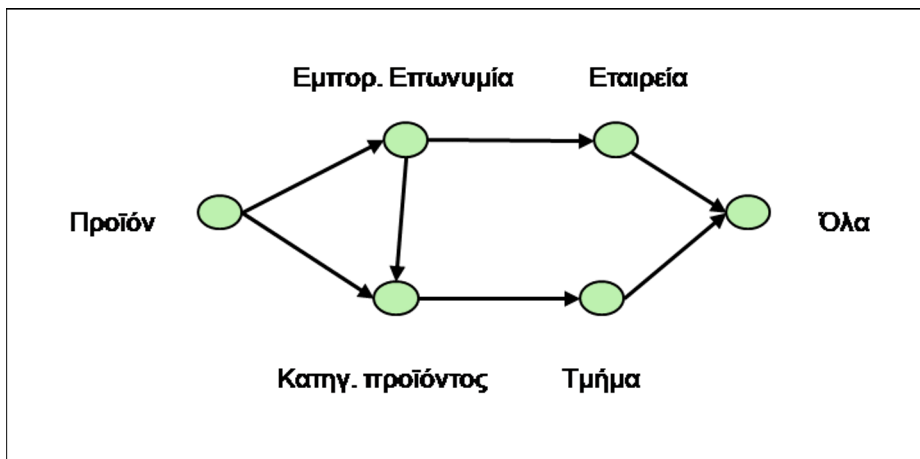 Εμπορ. Επωνυμία
Εταιρεία
Προϊόν
Όλα
Κατηγ. προϊόντος
Τμήμα